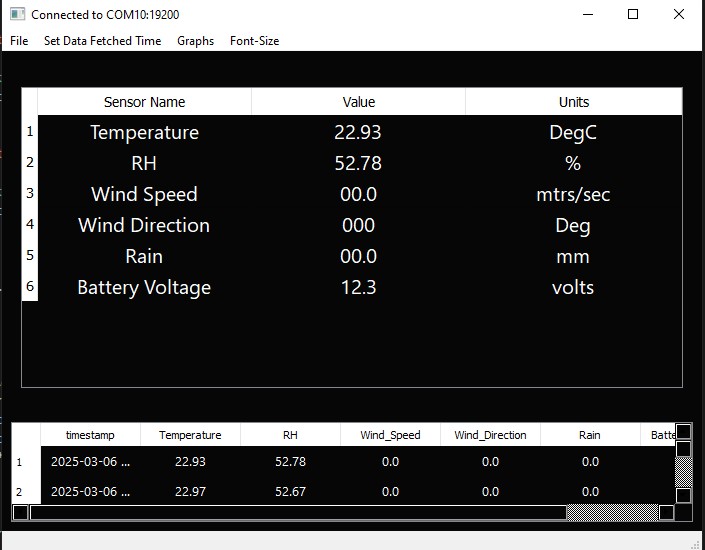 Connected to COM10:19200
File Set Data Fetched Time Graphs Font-Size
Sensor Name Value Units
1 Temperature 22.93 DegC
2 RH 52.78 %
3 Wind Speed 00.0 mtrs/sec
4 Wind Direction 000 Deg
5 Rain 00.0 mm
6 Battery Voltage 12.3 volts
timestamp Temperature RH Wind_Speed Wind_Direction Rain Batte
1 2025-03-06 ... 22.93 52.78 0.0 0.0 0.0
2 2025-03-06 ... 22.97 52.67 0.0 0.0 0.0